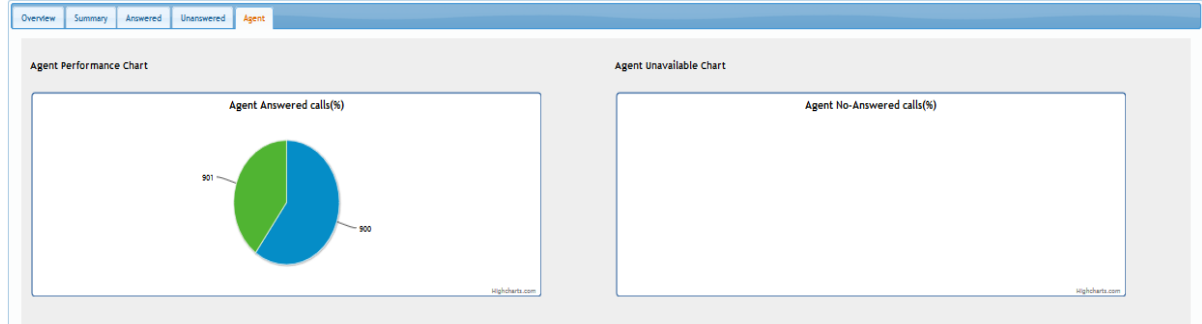 Overview Summary Answered Unanswered Agent
Agent Performance Chart
Agent Unavailable Chart
Agent Answered calls(%)
901
900
Highcharts.com
Agent No-Answered calls(%)
Highcharts.com